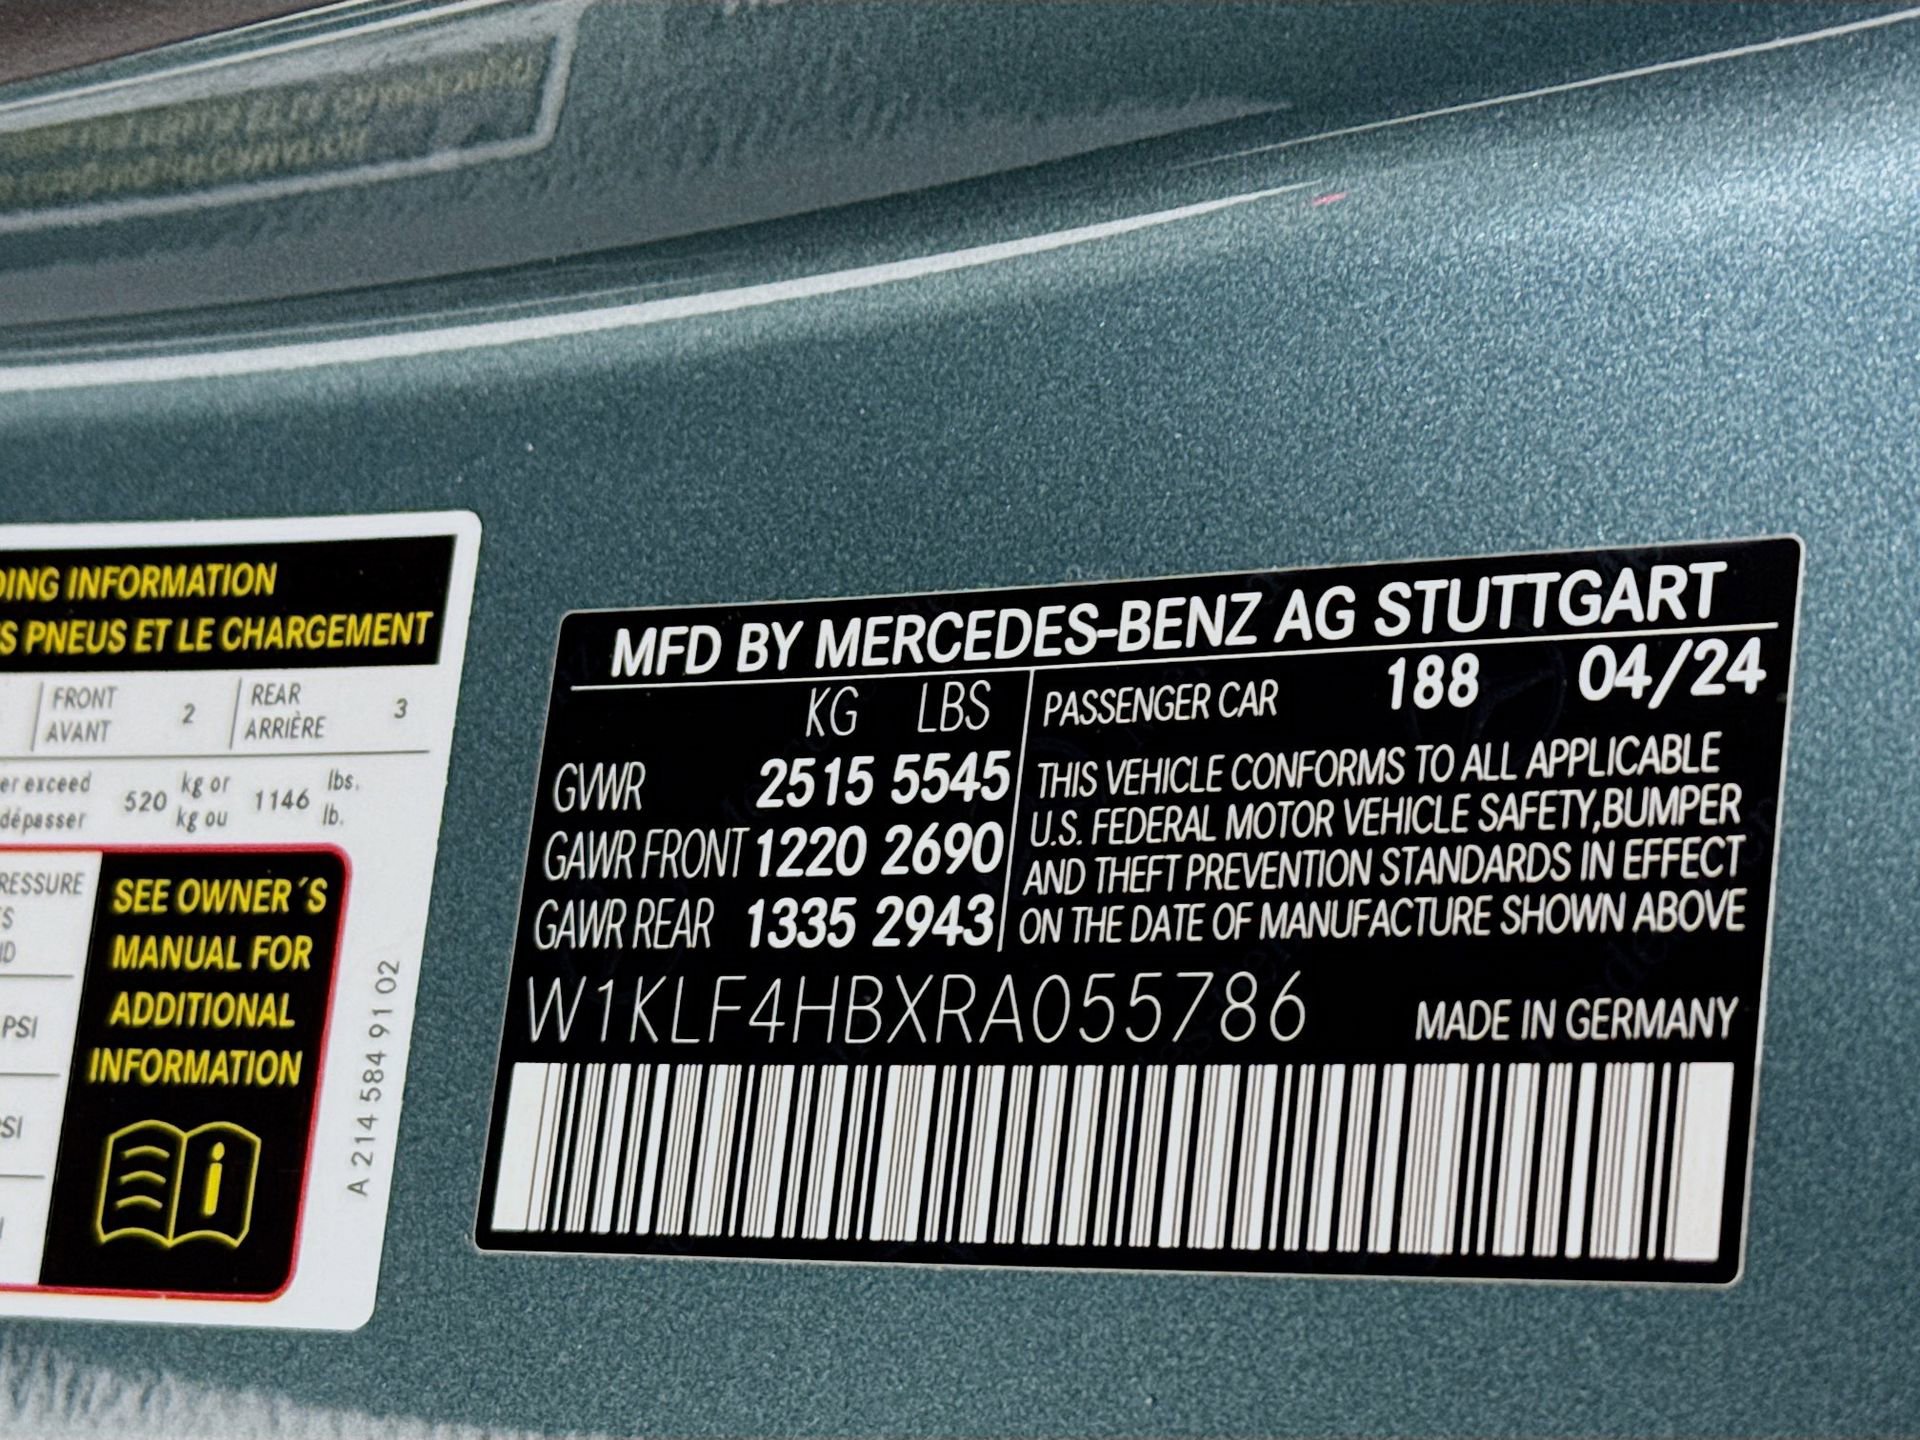 DING INFORMATION
S PNEUS ET LE CHARGEMENT
FRONT
AVANT
2
REAR
ARRIÈRE
3
er exceed
dépasser
520
kg or
kg ou
1146
lbs.
lb.
RESSURE
PSI
SEE OWNER´S
MANUAL FOR
ADDITIONAL
INFORMATION
A 214 584 91 02
MFD BY MERCEDES-BENZ AG STUTTGART
KG LBS
GVWR 2515 5545
GAWR FRONT 1220 2690
GAWR REAR 1335 2943
PASSENGER CAR 188 04/24
THIS VEHICLE CONFORMS TO ALL APPLICABLE
U.S. FEDERAL MOTOR VEHICLE SAFETY,BUMPER
AND THEFT PREVENTION STANDARDS IN EFFECT
ON THE DATE OF MANUFACTURE SHOWN ABOVE
W1KLF4HBXRA055786
MADE IN GERMANY